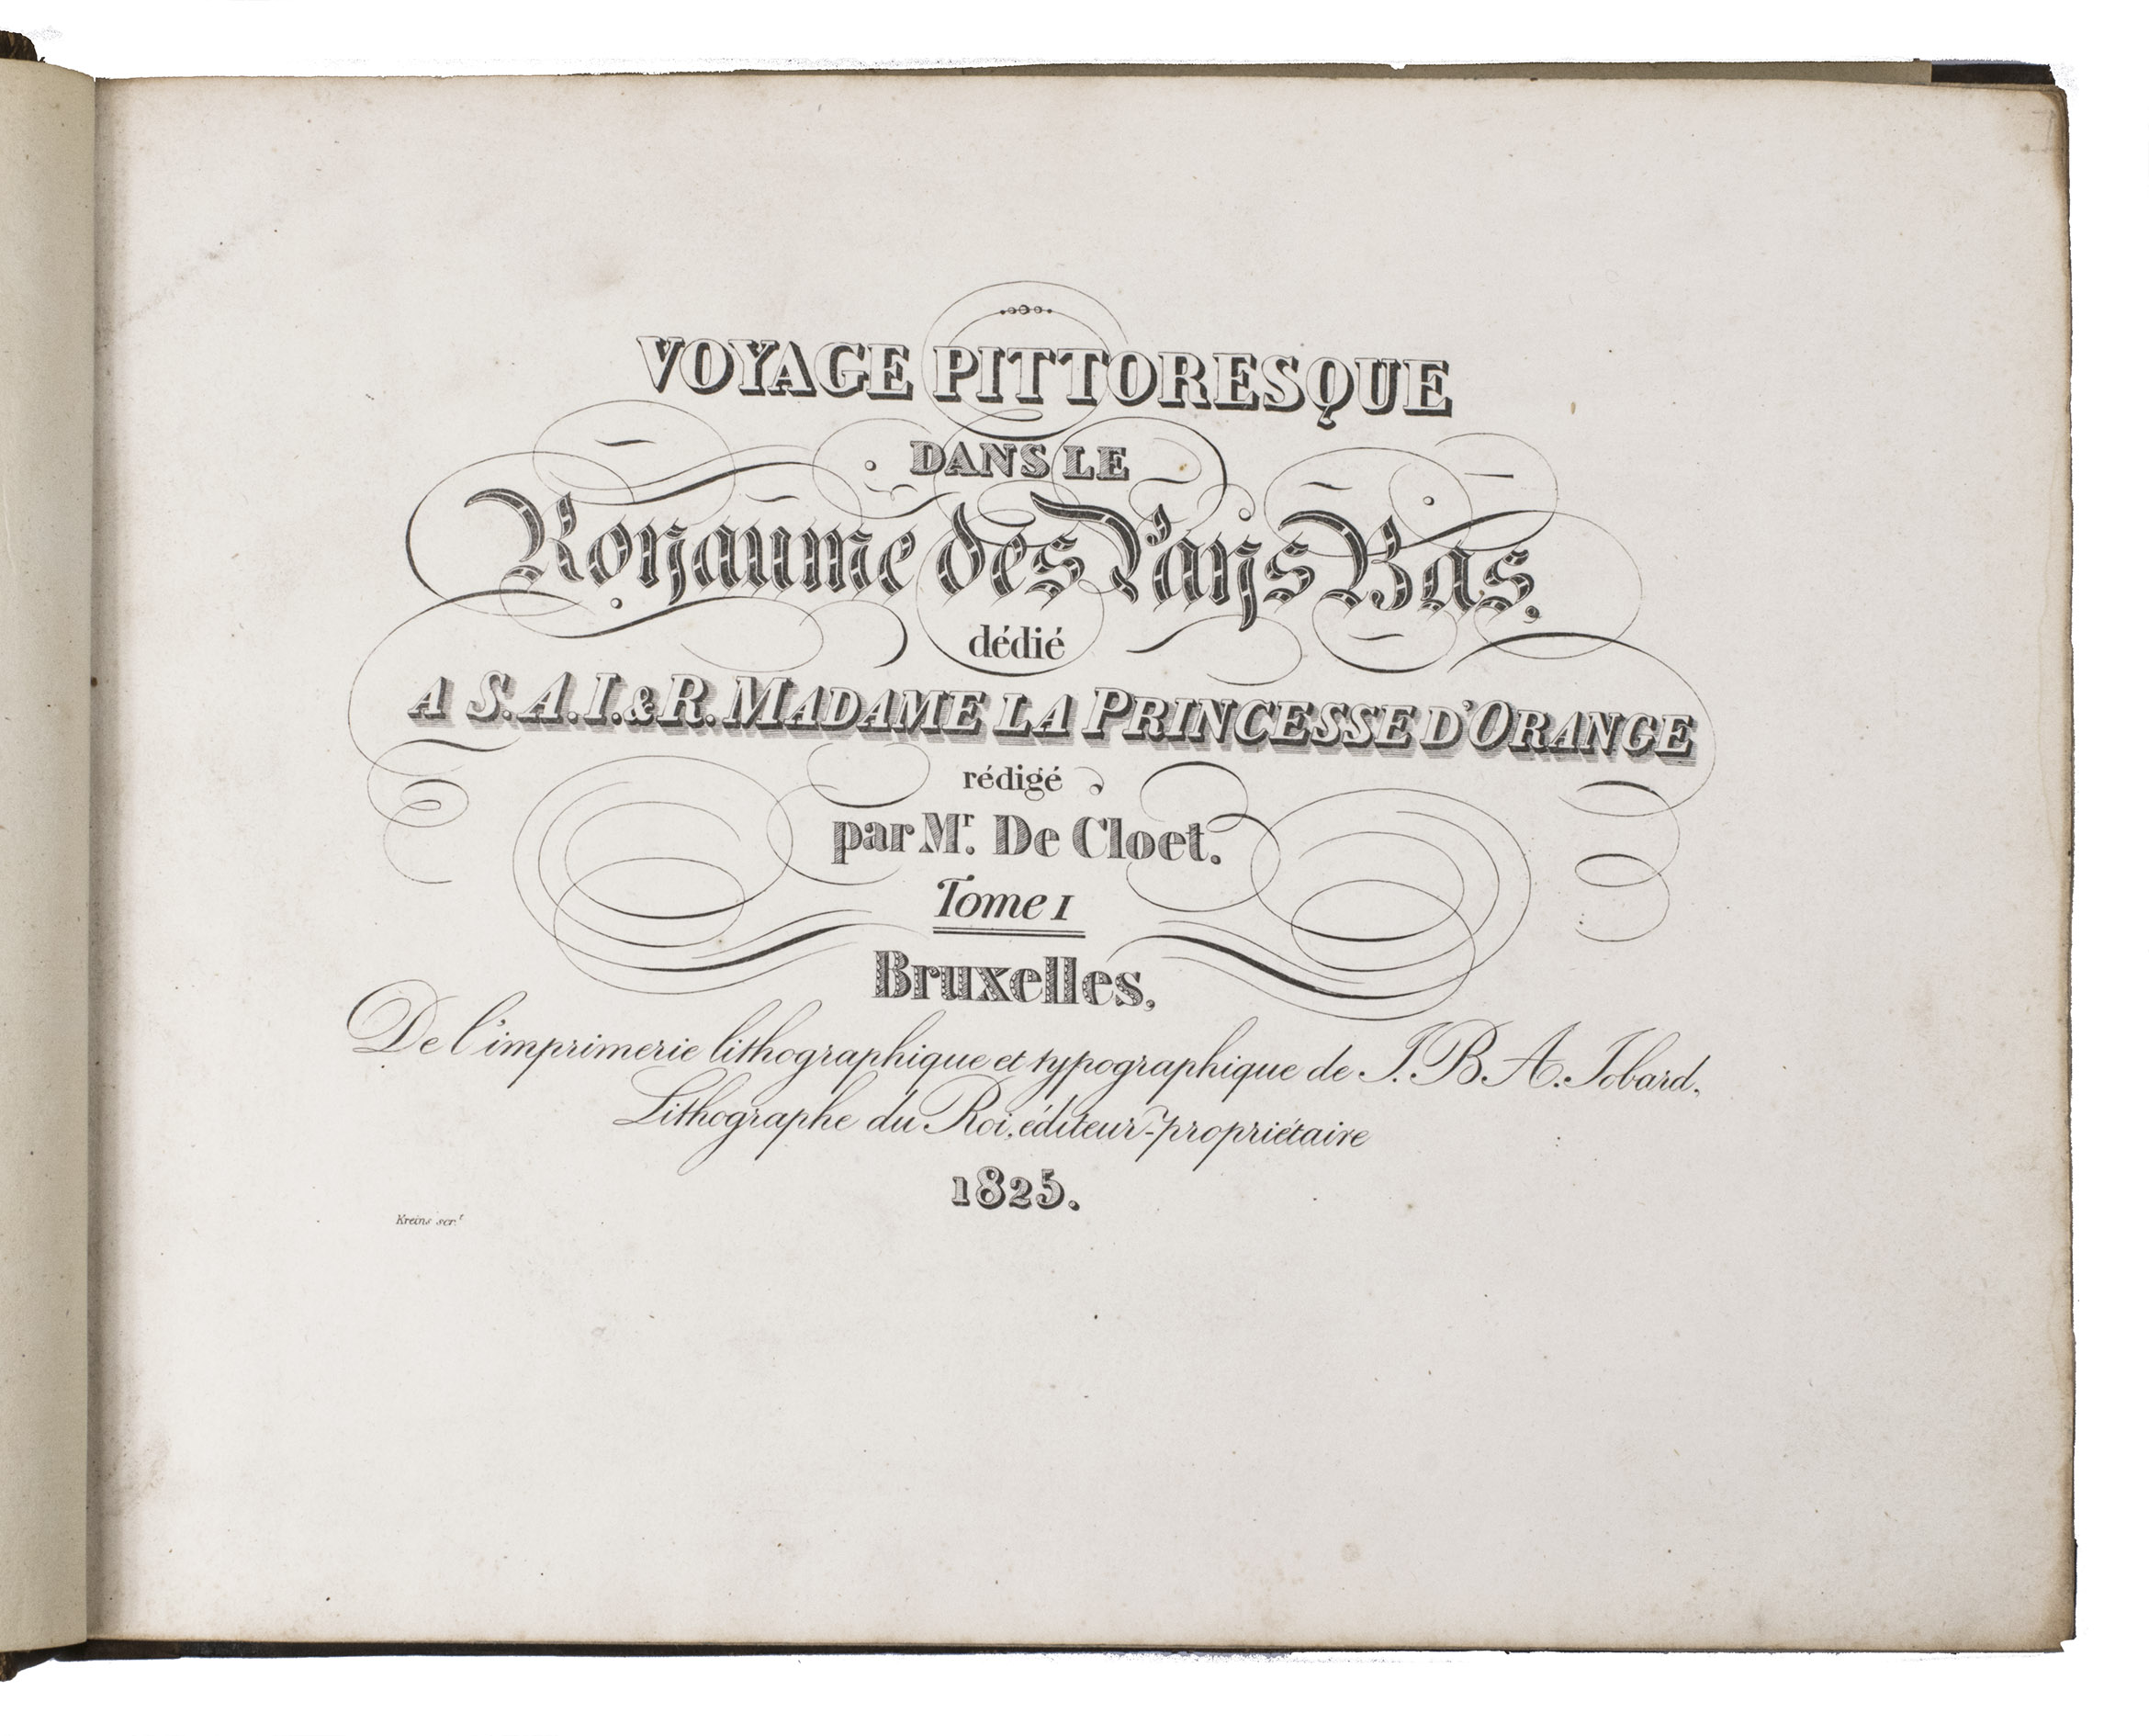 VOYAGE PITTORESQUE
DANS LE
Royaume des Pays Bas.
dédié
A S.A.I.&R. MADAME LA PRINCESSE D'ORANGE
rédigé
par Mr. De Cloet.
Tome I
Bruxelles.
De l'imprimerie lithographique et typographique de J.B.A. Jobard,
Lithographe du Roi, éditeur-propriétaire
1825.
Kreins scr.t